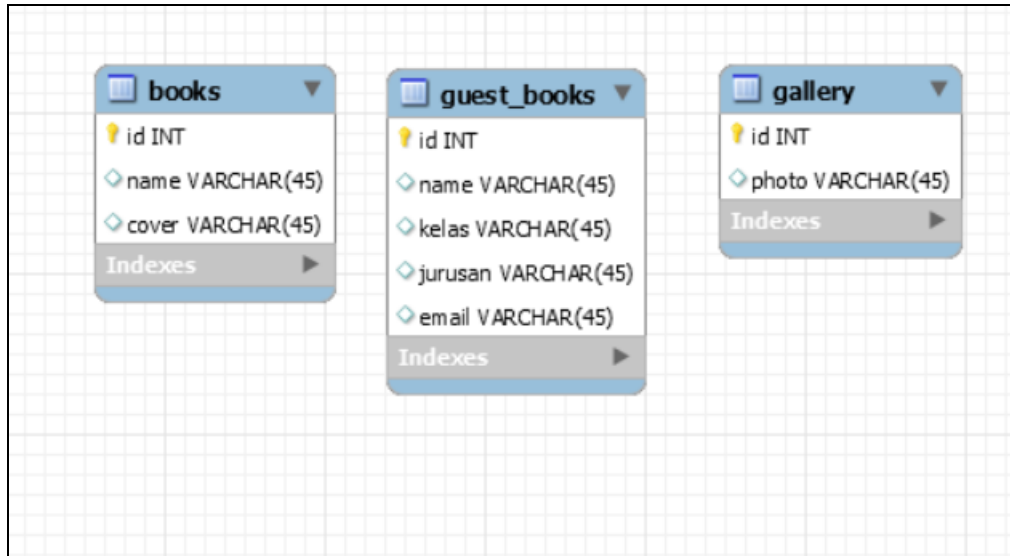 books
id INT
name VARCHAR(45)
cover VARCHAR(45)
Indexes
guest_books
id INT
name VARCHAR(45)
kelas VARCHAR(45)
jurusan VARCHAR(45)
email VARCHAR(45)
Indexes
gallery
id INT
photo VARCHAR(45)
Indexes